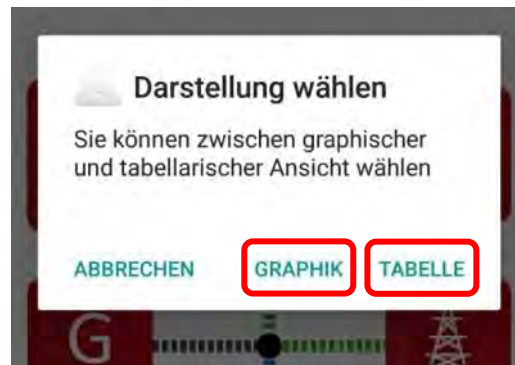 Darstellung wählen
Sie können zwischen graphischer
und tabellarischer Ansicht wählen
ABBRECHEN GRAPHIK TABELLE
G